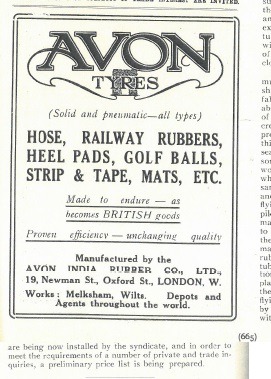 ARE INVITED.
AVON
TYRES
(Solid and pneumatic—all types)
HOSE, RAILWAY RUBBERS,
HEEL PADS, GOLF BALLS,
STRIP & TAPE, MATS, ETC.
Made to endure — as
becomes BRITISH goods
Proven efficiency — unchanging quality
Manufactured by the
AVON INDIA RUBBER CO., LTD.,
19, Newman St., Oxford St., LONDON, W.
Works: Melksham, Wilts. Depots and
Agents throughout the world.
(665)
are being now installed by the syndicate, and in order to
meet the requirements of a number of private and trade in-
quiries, a preliminary price list is being prepared.